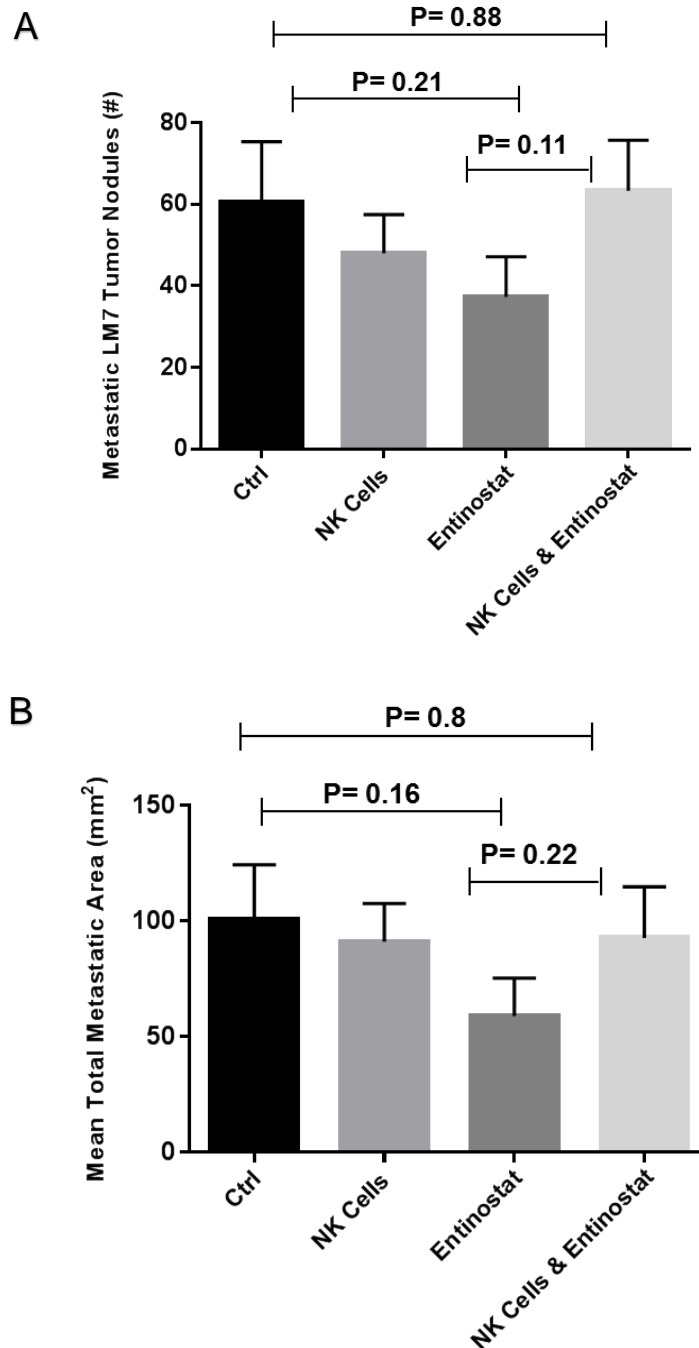 A
P= 0.88
P= 0.21
P= 0.11
Metastatic LM7 Tumor Nodules (#)
80
60
40
20
0
Ctrl
NK Cells
Entinostat
NK Cells & Entinostat
B
P= 0.8
P= 0.16
P= 0.22
Mean Total Metastatic Area (mm²)
150
100
50
0
Ctrl
NK Cells
Entinostat
NK Cells & Entinostat